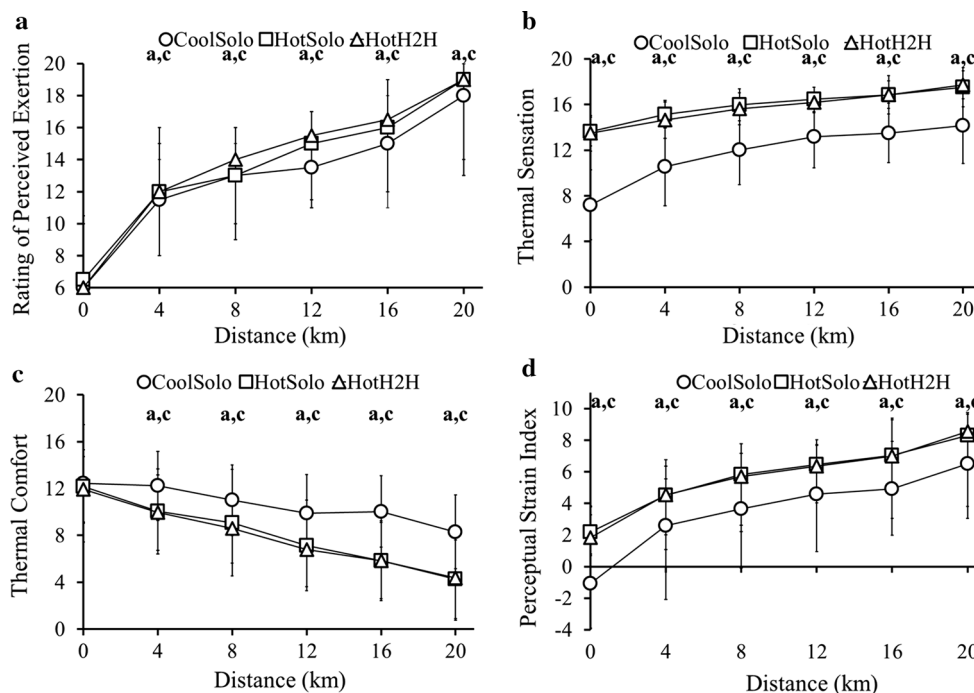 a
CoolSolo HotSolo HotH2H
a,c a,c a,c a,c a,c
20
18
16
14
12
10
8
6
Rating of Perceived Exertion
0 4 8 12 16 20
Distance (km)
b
CoolSolo HotSolo HotH2H
a,c a,c a,c a,c a,c a,c
20
16
12
8
4
0
Thermal Sensation
0 4 8 12 16 20
Distance (km)
c
CoolSolo HotSolo HotH2H
a,c a,c a,c a,c a,c
20
16
12
8
4
0
Thermal Comfort
0 4 8 12 16 20
Distance (km)
d
CoolSolo HotSolo HotH2H
a,c a,c a,c a,c a,c a,c
10
8
6
4
2
0
-2
-4
Perceptual Strain Index
0 4 8 12 16 20
Distance (km)